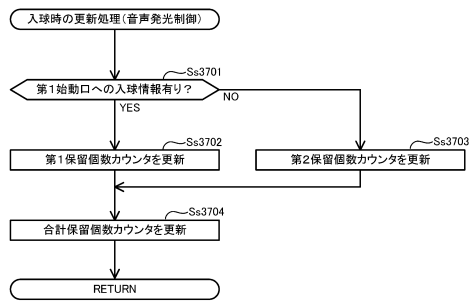 入球時の更新処理（音声発光制御）
Ss3701
第１始動口への入球情報有り？
NO
YES
Ss3702
第１保留個数カウンタを更新
Ss3703
第２保留個数カウンタを更新
Ss3704
合計保留個数カウンタを更新
RETURN